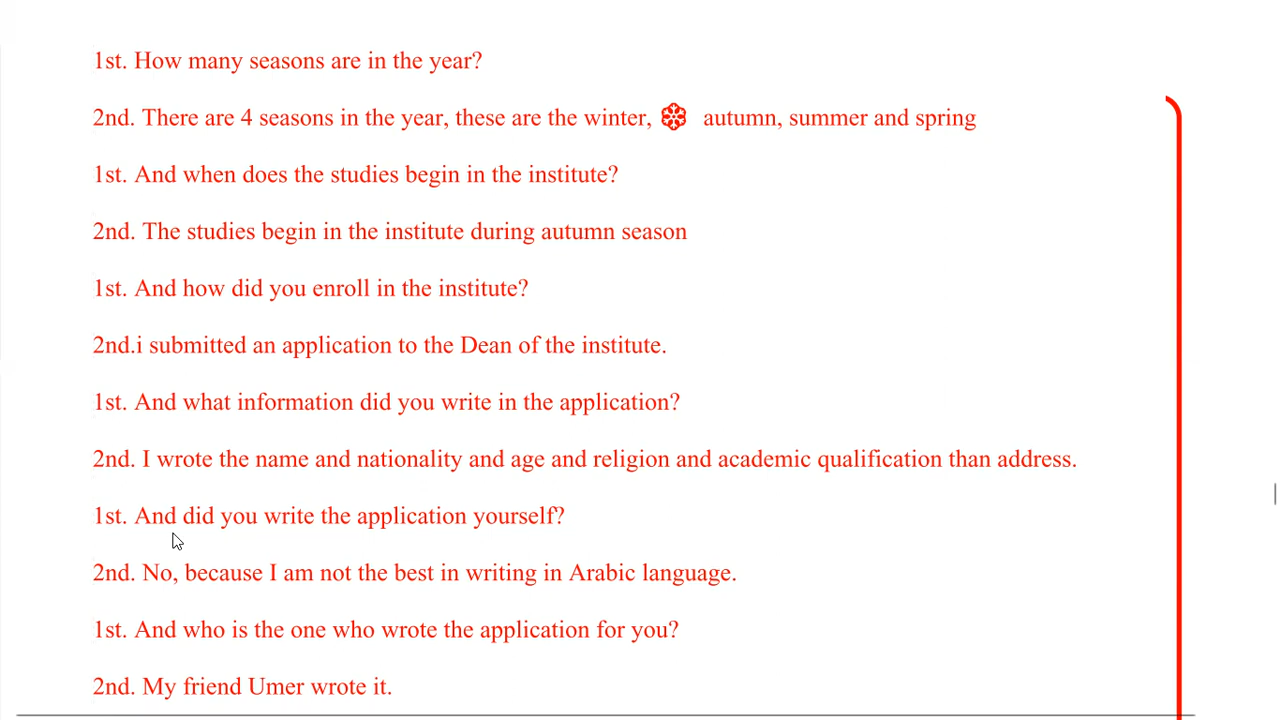 1st. How many seasons are in the year?
2nd. There are 4 seasons in the year, these are the winter, ❄ autumn, summer and spring
1st. And when does the studies begin in the institute?
2nd. The studies begin in the institute during autumn season
1st. And how did you enroll in the institute?
2nd.i submitted an application to the Dean of the institute.
1st. And what information did you write in the application?
2nd. I wrote the name and nationality and age and religion and academic qualification than address.
1st. And did you write the application yourself?
2nd. No, because I am not the best in writing in Arabic language.
1st. And who is the one who wrote the application for you?
2nd. My friend Umer wrote it.